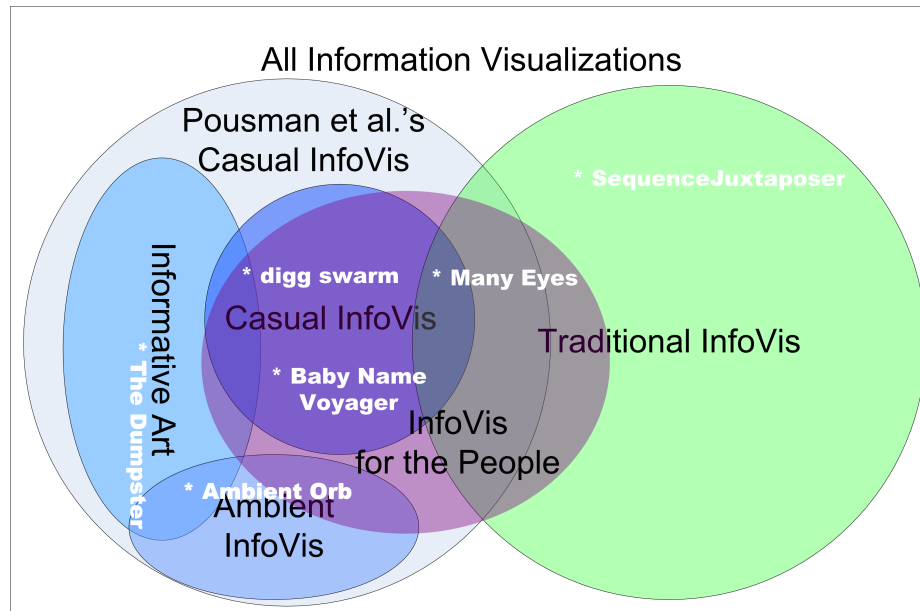 All Information Visualizations
Pousman et al.'s
Casual InfoVis
* SequenceJuxtaposer
Informative Art
* The Dumpster
* digg swarm
* Many Eyes
Casual InfoVis
Traditional InfoVis
* Baby Name
Voyager
InfoVis
for the People
* Ambient Orb
Ambient
InfoVis